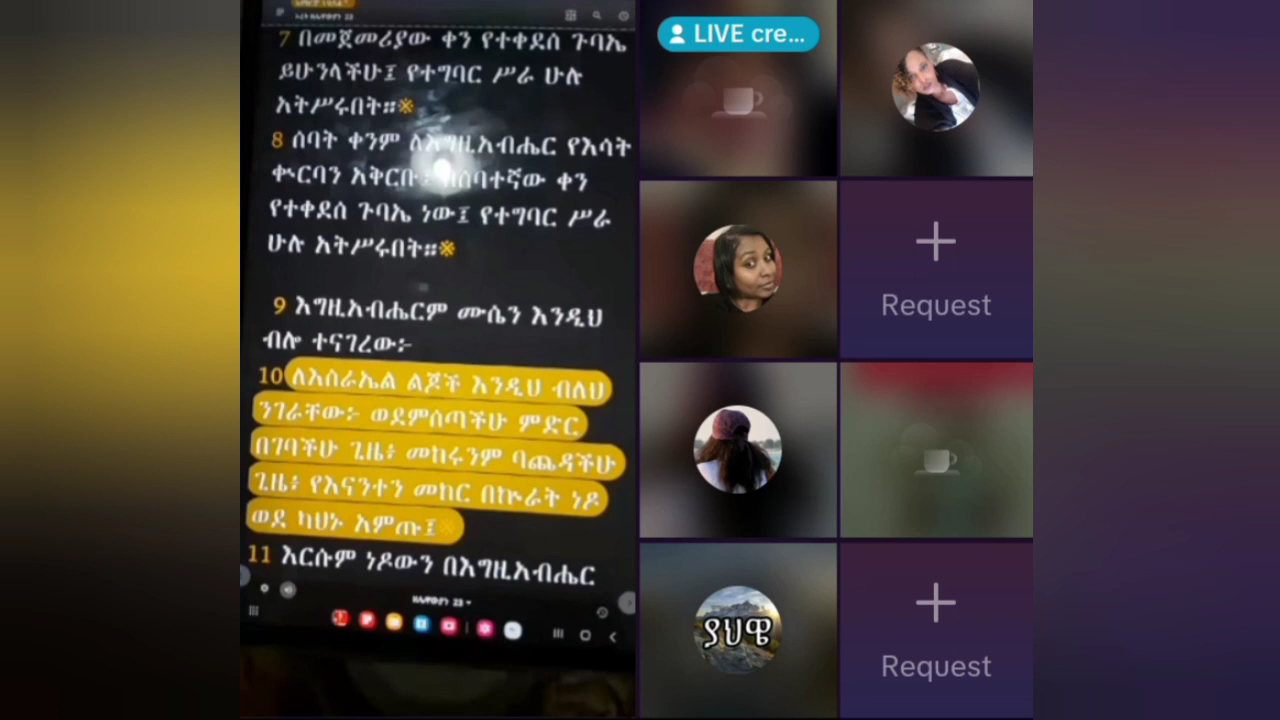 7 በመጀመሪያው ቀን የተቀደሰ ጉባኤ
ይሁንላችሁ፤ የተግባር ሥራ ሁሉ
አትሥሩበት።※
8 ሰባት ቀንም ለእግዚአብሔር የእሳት
ቍርባን አቅርቡ፤ በሰባተኛው ቀን
የተቀደሰ ጉባኤ ነው፤ የተግባር ሥራ
ሁሉ አትሥሩበት።※
9 እግዚአብሔርም ሙሴን እንዲህ
ብሎ ተናገረው፦
10 ለእስራኤል ልጆች እንዲህ ብለህ
ንገራቸው፦ ወደምሰጣችሁ ምድር
በገባችሁ ጊዜ፥ መከሩንም ባጨዳችሁ
ጊዜ፥ የእናንተን መከር በኵራት ነዶ
ወደ ካህኑ አምጡ፤※
11 እርሱም ነዶውን በእግዚአብሔር
ዘሌዋውያን 23
LIVE cre...
Request
ያህዌ
Request